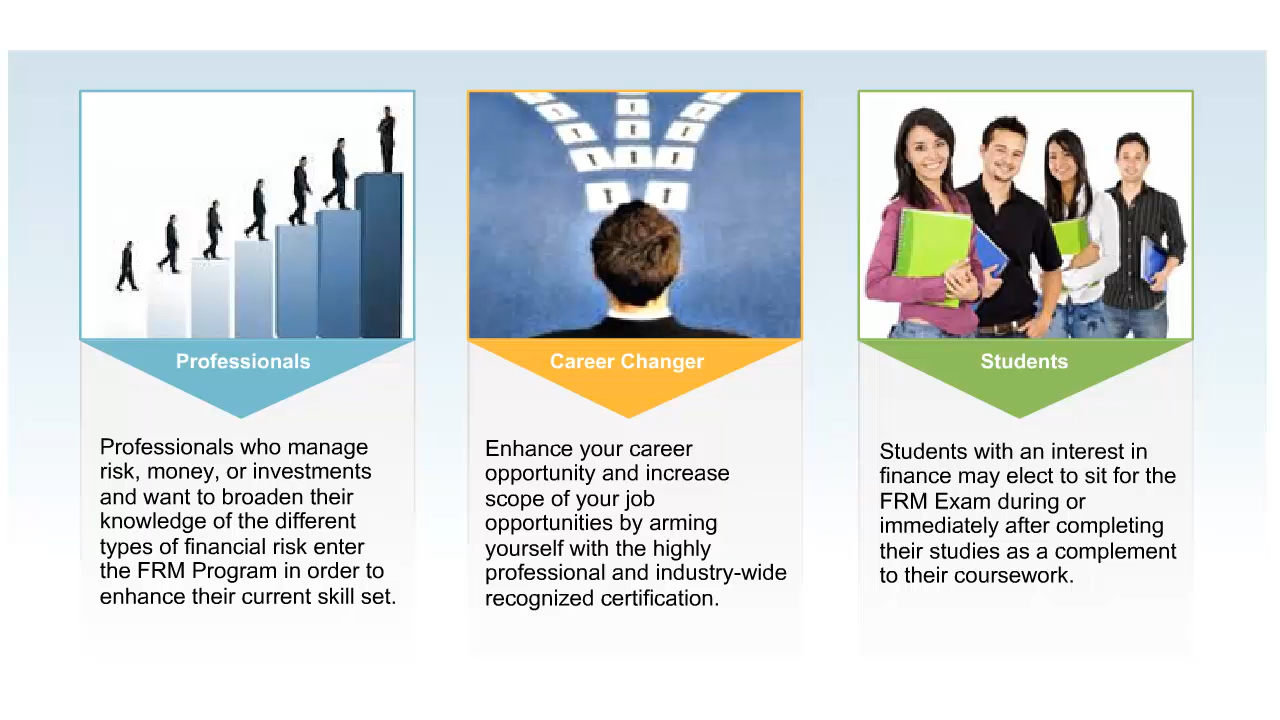 Professionals
Professionals who manage
risk, money, or investments
and want to broaden their
knowledge of the different
types of financial risk enter
the FRM Program in order to
enhance their current skill set.
Career Changer
Enhance your career
opportunity and increase
scope of your job
opportunities by arming
yourself with the highly
professional and industry-wide
recognized certification.
Students
Students with an interest in
finance may elect to sit for the
FRM Exam during or
immediately after completing
their studies as a complement
to their coursework.